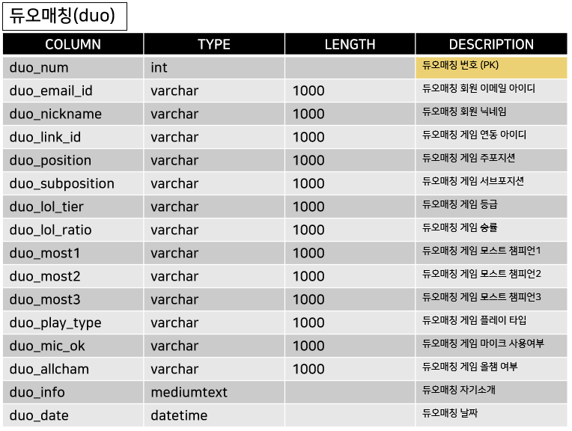 듀오매칭(duo)
COLUMN TYPE LENGTH DESCRIPTION
duo_num int 듀오매칭 번호 (PK)
duo_email_id varchar 1000 듀오매칭 회원 이메일 아이디
duo_nickname varchar 1000 듀오매칭 회원 닉네임
duo_link_id varchar 1000 듀오매칭 게임 연동 아이디
duo_position varchar 1000 듀오매칭 게임 주포지션
duo_subposition varchar 1000 듀오매칭 게임 서브포지션
duo_lol_tier varchar 1000 듀오매칭 게임 등급
duo_lol_ratio varchar 1000 듀오매칭 게임 승률
duo_most1 varchar 1000 듀오매칭 게임 모스트 챔피언1
duo_most2 varchar 1000 듀오매칭 게임 모스트 챔피언2
duo_most3 varchar 1000 듀오매칭 게임 모스트 챔피언3
duo_play_type varchar 1000 듀오매칭 게임 플레이 타입
duo_mic_ok varchar 1000 듀오매칭 게임 마이크 사용여부
duo_allcham varchar 1000 듀오매칭 게임 올챔 여부
duo_info mediumtext 듀오매칭 자기소개
duo_date datetime 듀오매칭 날짜